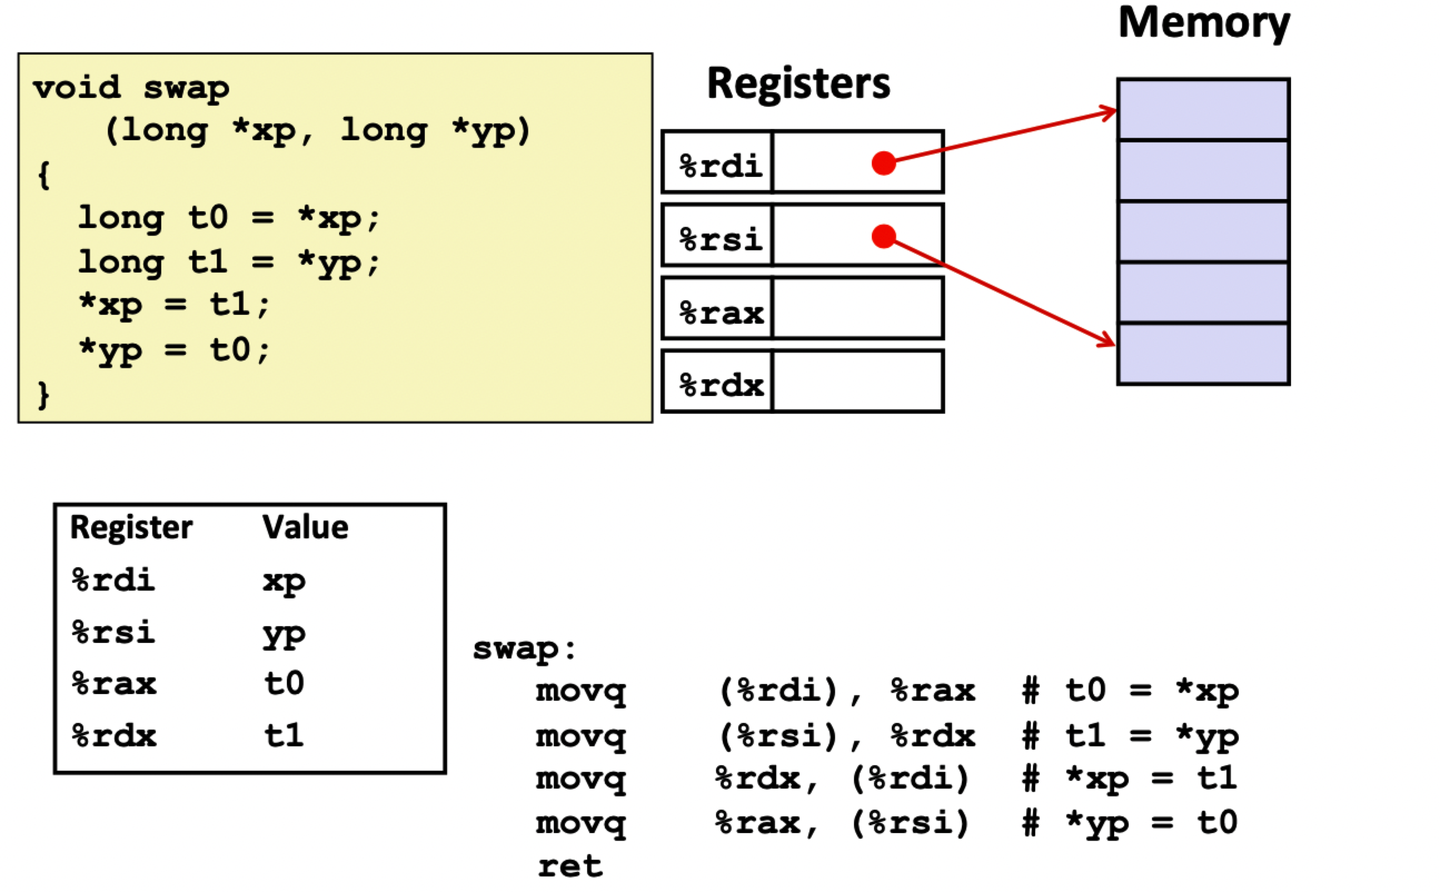 Memory
Registers
void swap
(long *xp, long *yp)
{
long t0 = *xp;
long t1 = *yp;
*xp = t1;
*yp = t0;
}
%rdi
%rsi
%rax
%rdx
Register Value
%rdi xp
%rsi yp
%rax t0
%rdx t1
swap:
movq (%rdi), %rax # t0 = *xp
movq (%rsi), %rdx # t1 = *yp
movq %rdx, (%rdi) # *xp = t1
movq %rax, (%rsi) # *yp = t0
ret